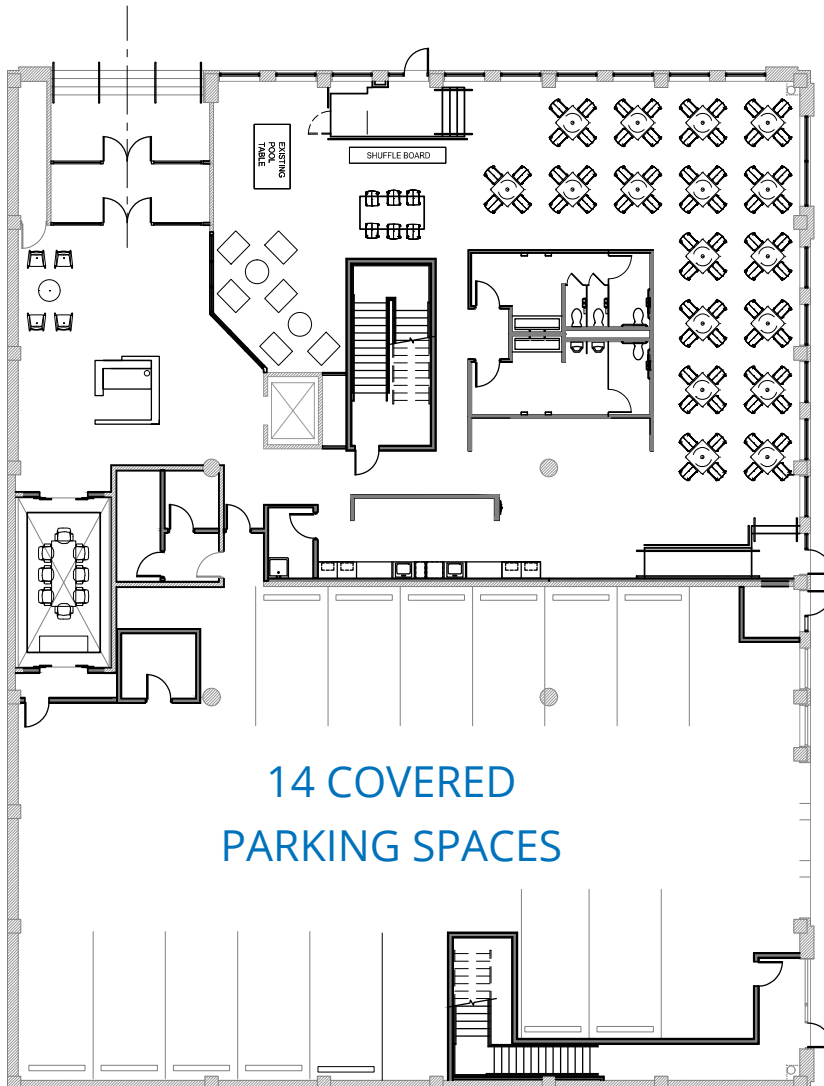 EXISTING
POOL
TABLE
SHUFFLE BOARD
14 COVERED
PARKING SPACES